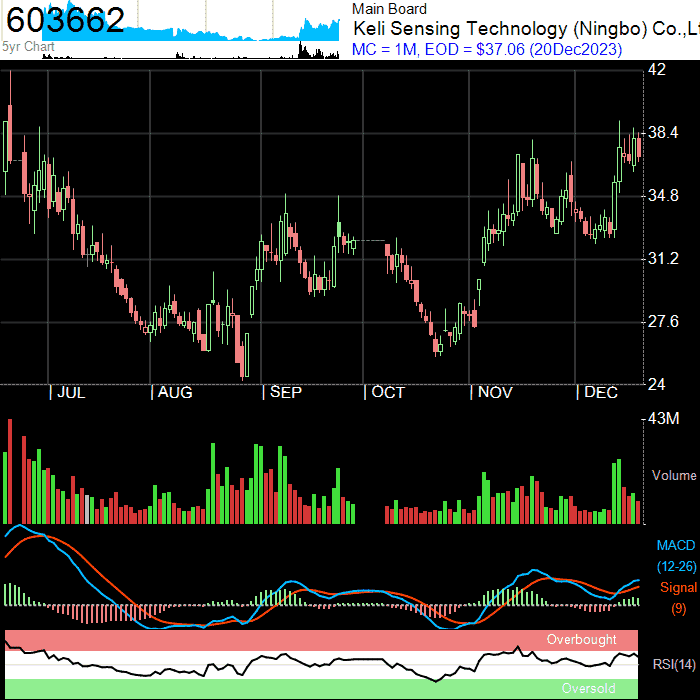 603662
5yr Chart
Main Board
Keli Sensing Technology (Ningbo) Co.,Lt
MC = 1M, EOD = $37.06 (20Dec2023)
42
38.4
34.8
31.2
27.6
24
JUL AUG SEP OCT NOV DEC
43M
Volume
MACD
(12-26)
Signal
(9)
Overbought
RSI(14)
Oversold